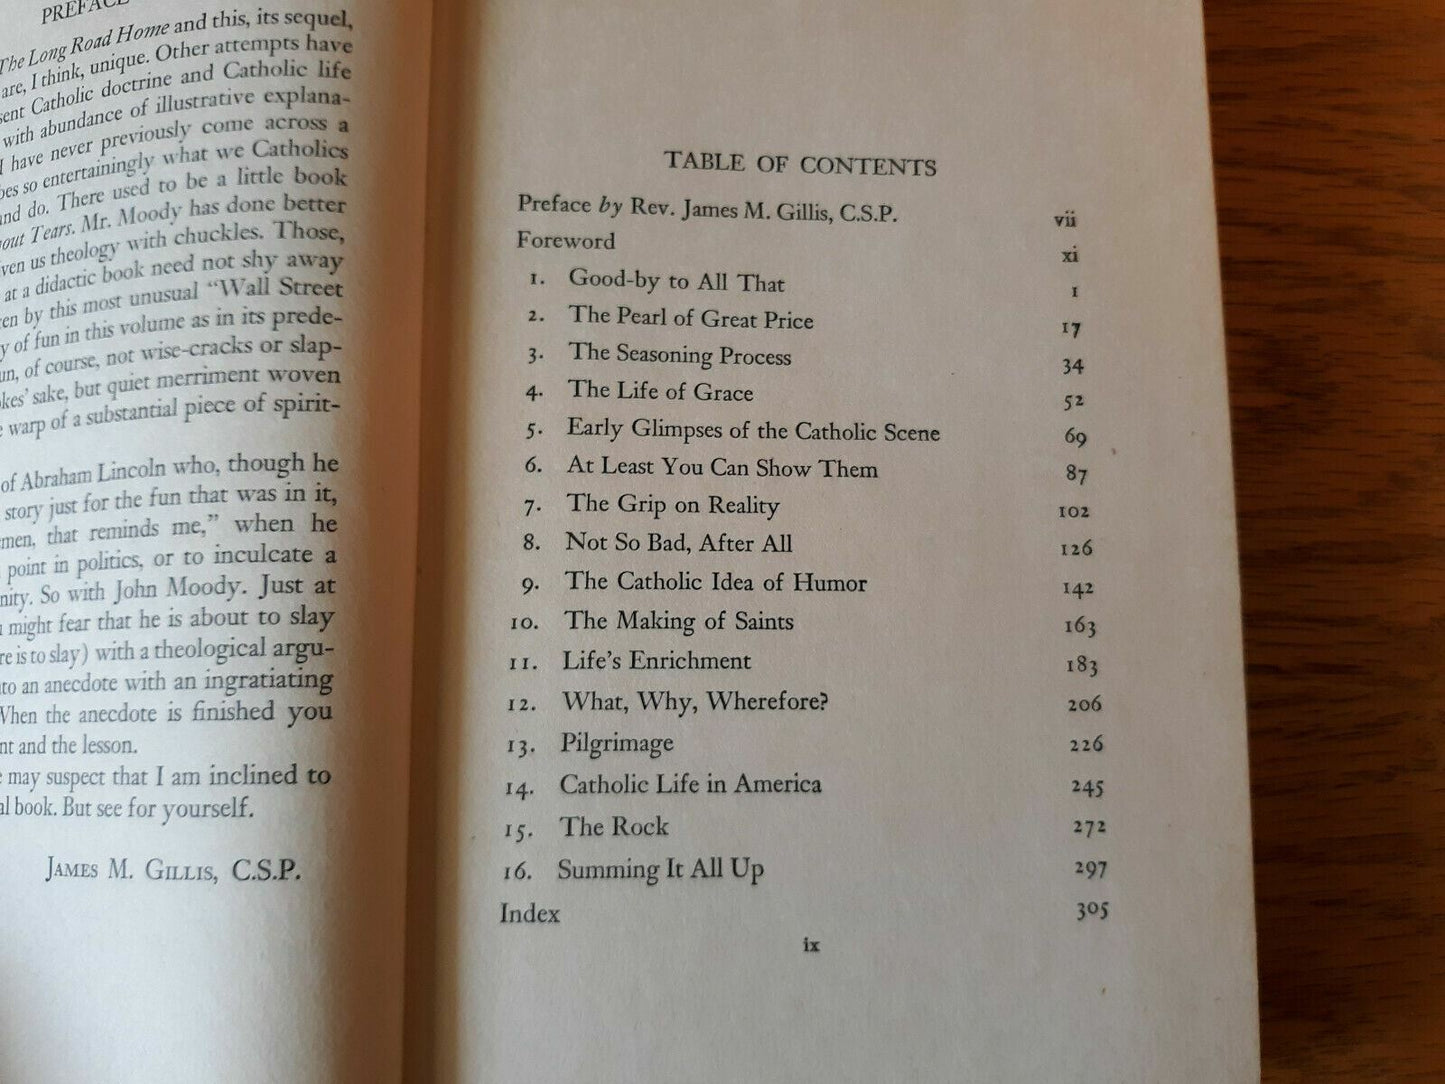 PREFACE
The Long Road Home and this, its sequel,
are, I think, unique. Other attempts have
sent Catholic doctrine and Catholic life
with abundance of illustrative explana-
I have never previously come across a
bes so entertainingly what we Catholics
and do. There used to be a little book
out Tears. Mr. Moody has done better
ven us theology with chuckles. Those,
at a didactic book need not shy away
en by this most unusual "Wall Street
y of fun in this volume as in its prede-
un, of course, not wise-cracks or slap-
kes' sake, but quiet merriment woven
warp of a substantial piece of spirit-
of Abraham Lincoln who, though he
story just for the fun that was in it,
men, that reminds me," when he
point in politics, or to inculcate a
nity. So with John Moody. Just at
might fear that he is about to slay
re is to slay) with a theological argu-
to an anecdote with an ingratiating
When the anecdote is finished you
nt and the lesson.
may suspect that I am inclined to
al book. But see for yourself.
James M. Gillis, C.S.P.
TABLE OF CONTENTS
Preface by Rev. James M. Gillis, C.S.P. vii
Foreword xi
1. Good-by to All That 1
2. The Pearl of Great Price 17
3. The Seasoning Process 34
4. The Life of Grace 52
5. Early Glimpses of the Catholic Scene 69
6. At Least You Can Show Them 87
7. The Grip on Reality 102
8. Not So Bad, After All 126
9. The Catholic Idea of Humor 142
10. The Making of Saints 163
11. Life's Enrichment 183
12. What, Why, Wherefore? 206
13. Pilgrimage 226
14. Catholic Life in America 245
15. The Rock 272
16. Summing It All Up 297
Index 305
ix